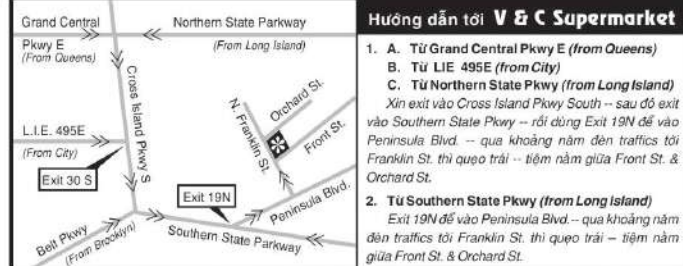 Grand Central
Pkwy E
(From Queens)
Northern State Parkway
(From Long Island)
Cross Island Pkwy S
Orchard St.
N. Franklin St.
Front St.
L.I.E. 495E
(From City)
Exit 30 S
Exit 19N
Peninsula Blvd.
Belt Pkwy
(From Brooklyn)
Southern State Parkway
Hướng dẫn tới V & C Supermarket
1. A. Từ Grand Central Pkwy E (from Queens)
B. Từ LIE 495E (from City)
C. Từ Northern State Pkwy (from Long Island)
Xin exit vào Cross Island Pkwy South -- sau đó exit
vào Southern State Pkwy -- rồi dùng Exit 19N để vào
Peninsula Blvd. -- qua khoảng năm đèn traffics tới
Franklin St. thì quẹo trái -- tiệm nằm giữa Front St. &
Orchard St.
2. Từ Southern State Pkwy (from Long Island)
Exit 19N để vào Peninsula Blvd. -- qua khoảng năm
đèn traffics tới Franklin St. thì quẹo trái -- tiệm nằm
giữa Front St. & Orchard St.